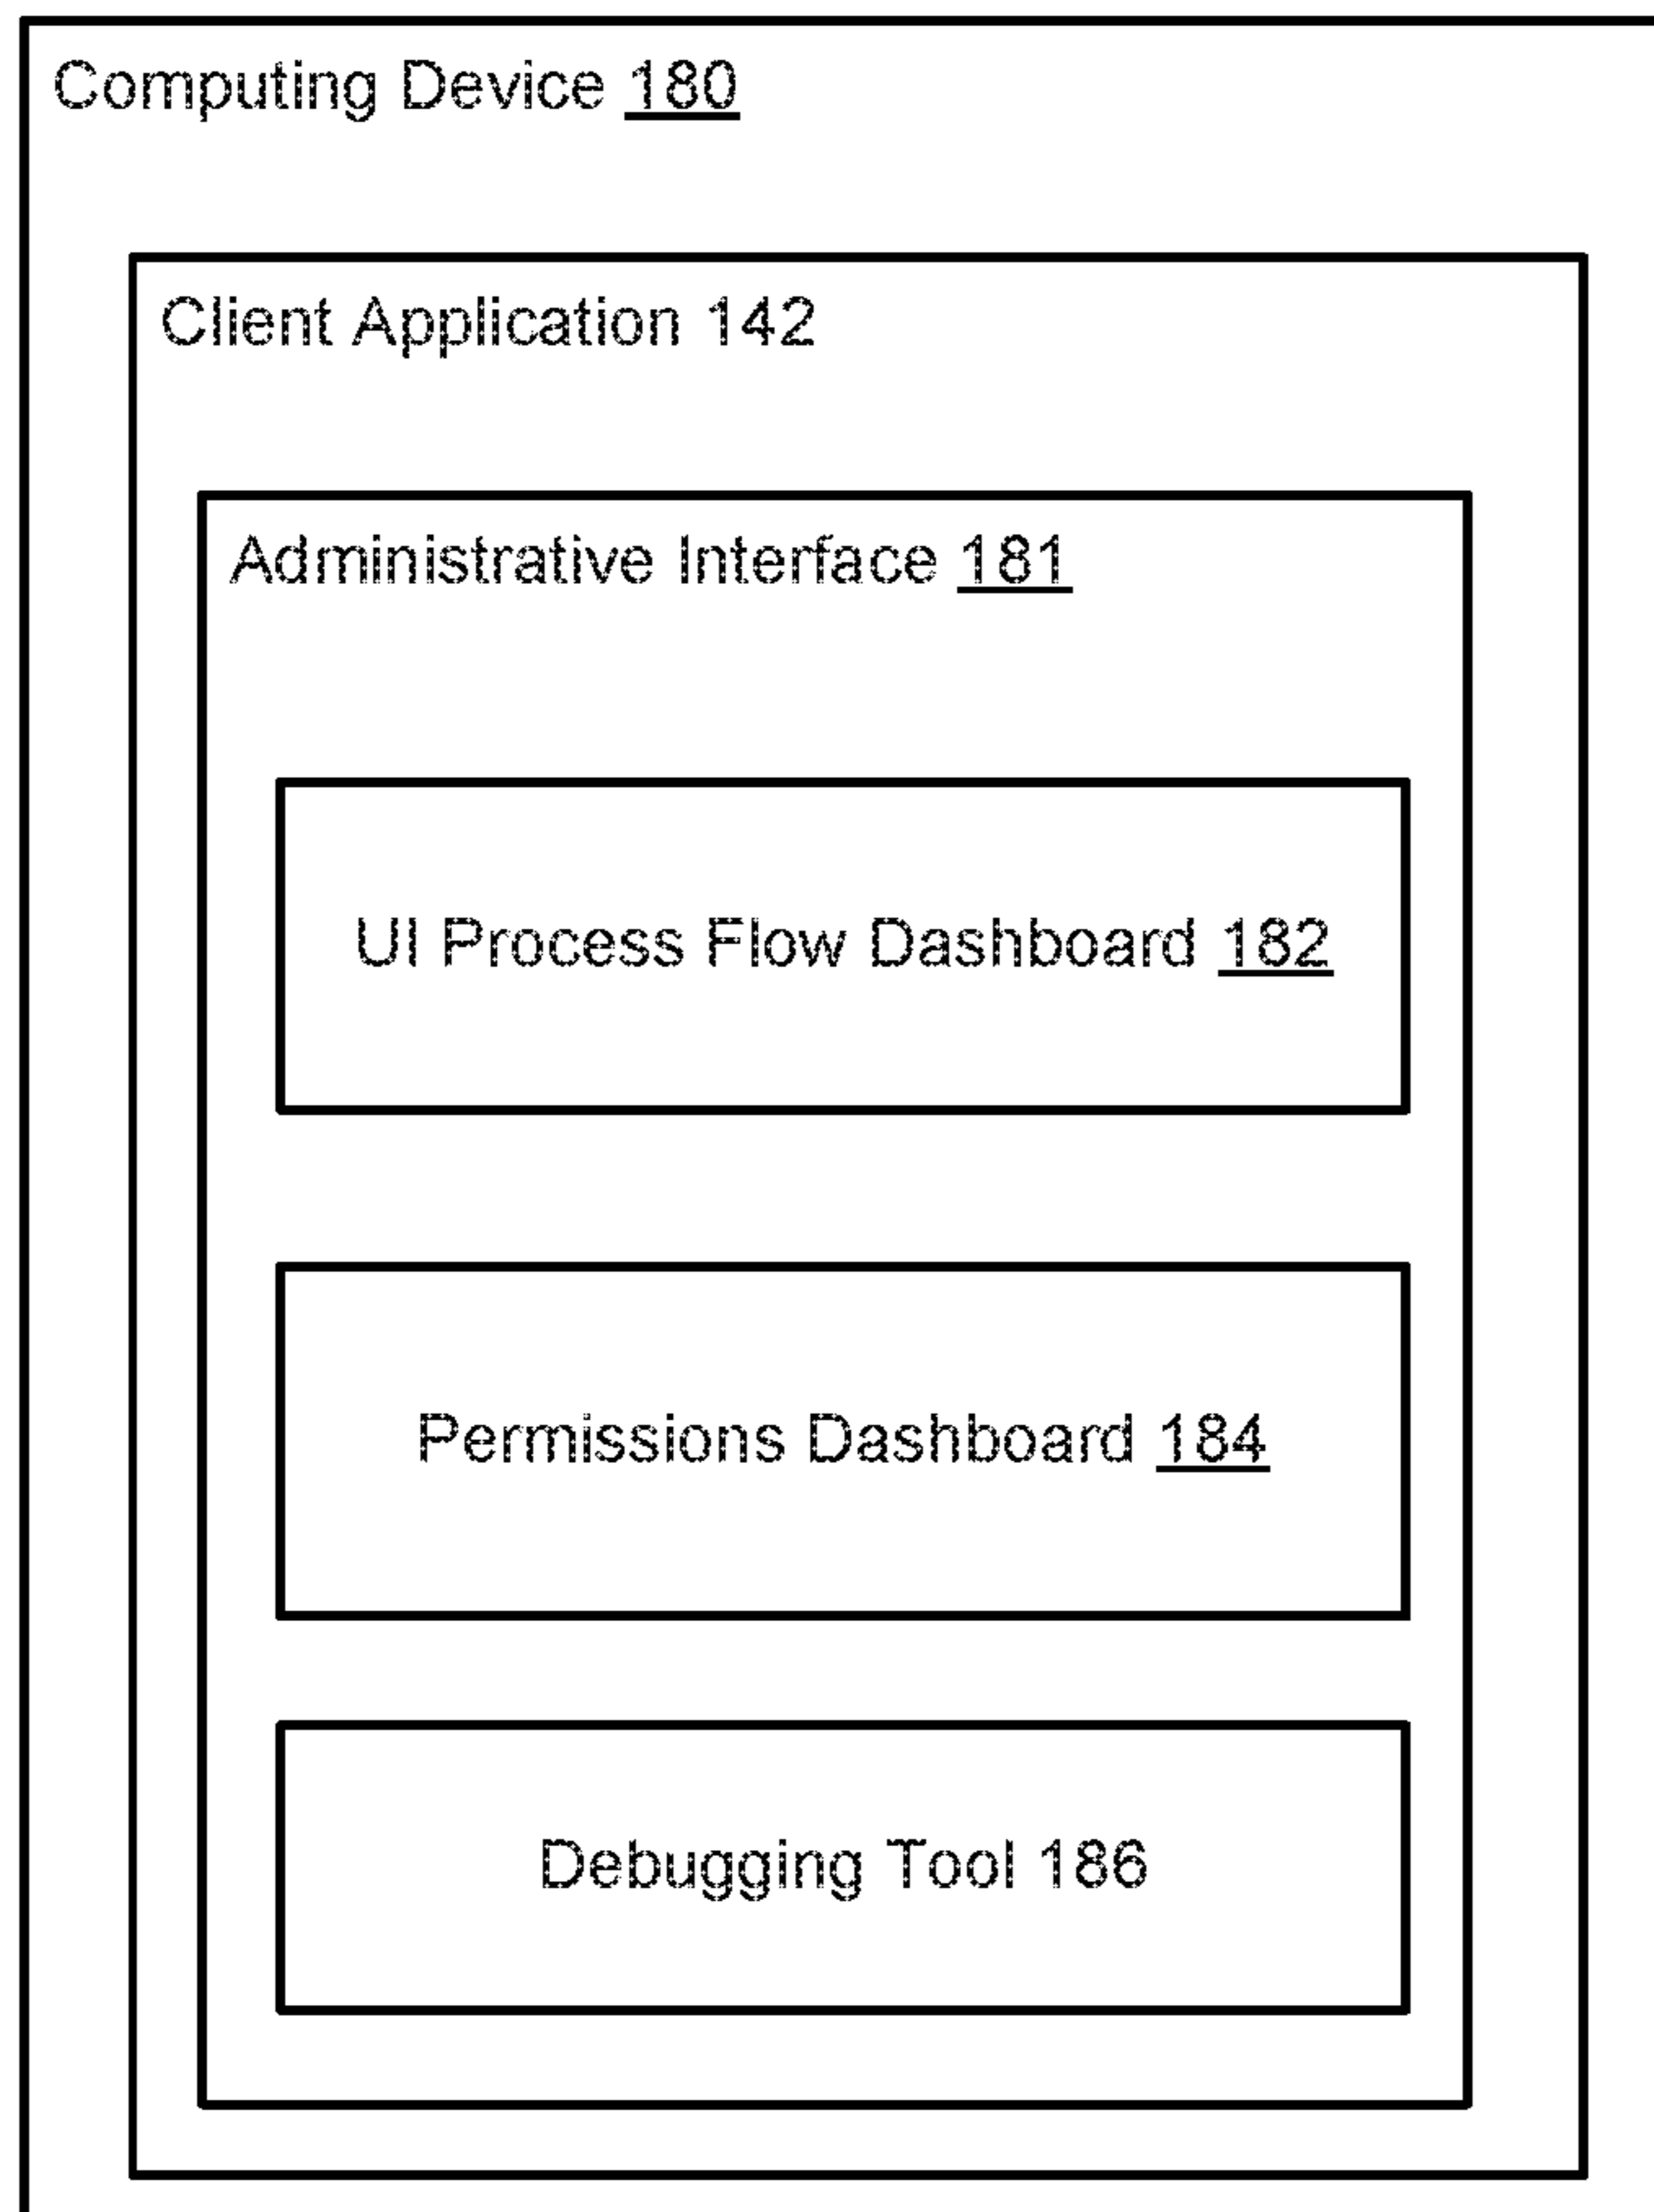 Computing Device 180
Client Application 142
Administrative Interface 181
UI Process Flow Dashboard 182
Permissions Dashboard 184
Debugging Tool 186